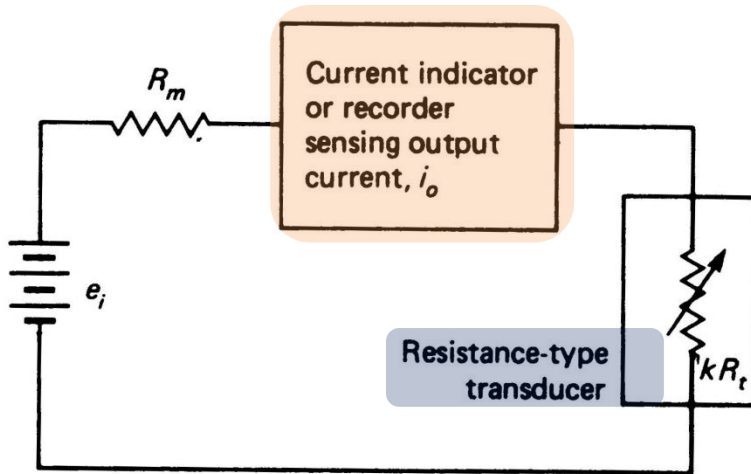 R_m
Current indicator
or recorder
sensing output
current, i_o
e_i
Resistance-type
transducer
kR_t